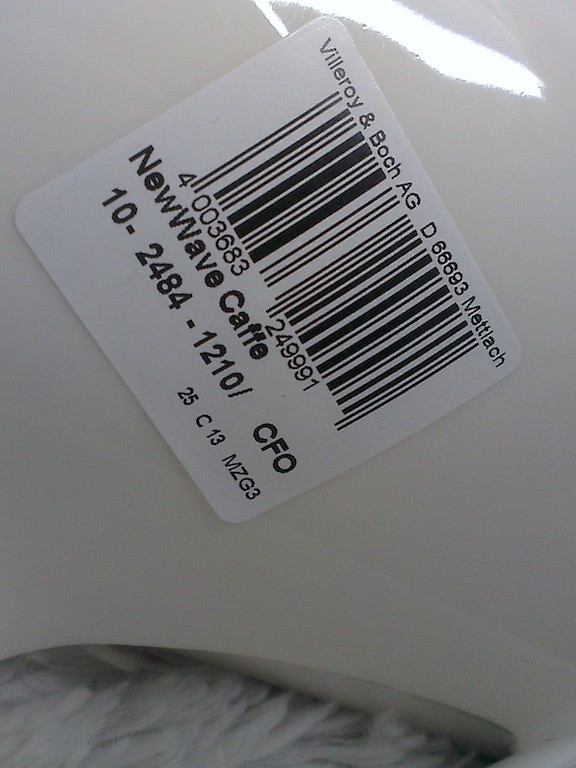 Villeroy & Boch AG D 66693 Mettlach
4 003683 249991
NewWave Caffe
10- 2484 - 1210/ CFO
25 C 13 MZG3